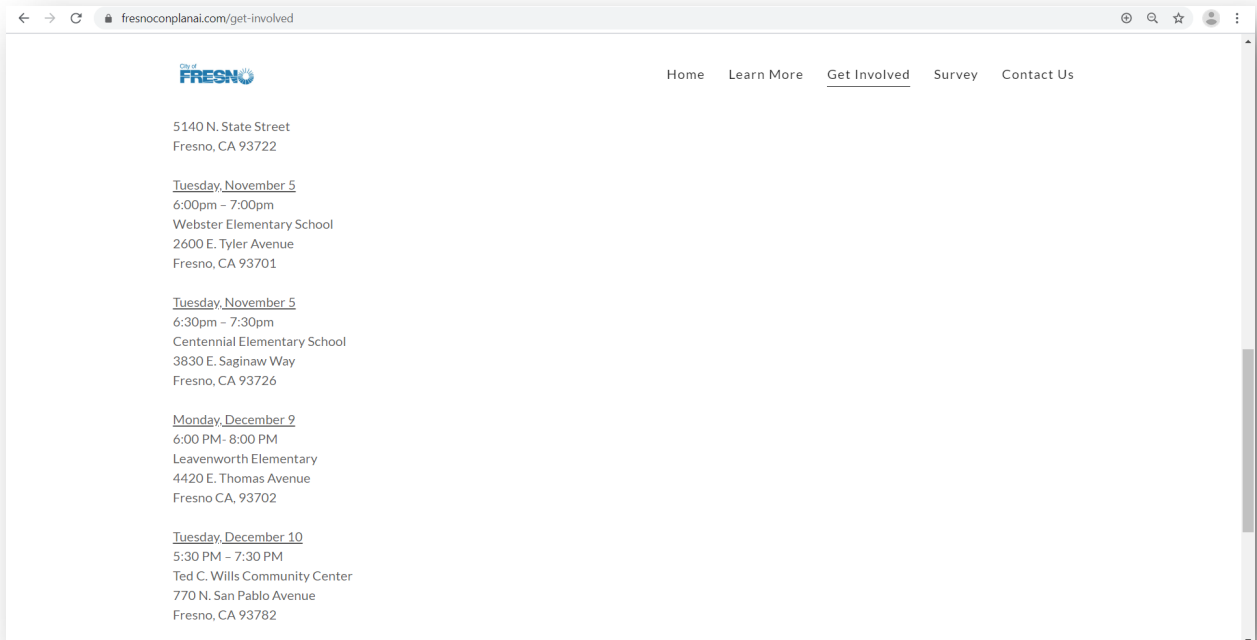 fresnoconplanai.com/get-involved
City of
FRESNO
Home Learn More Get Involved Survey Contact Us
5140 N. State Street
Fresno, CA 93722
Tuesday, November 5
6:00pm – 7:00pm
Webster Elementary School
2600 E. Tyler Avenue
Fresno, CA 93701
Tuesday, November 5
6:30pm – 7:30pm
Centennial Elementary School
3830 E. Saginaw Way
Fresno, CA 93726
Monday, December 9
6:00 PM- 8:00 PM
Leavenworth Elementary
4420 E. Thomas Avenue
Fresno CA, 93702
Tuesday, December 10
5:30 PM – 7:30 PM
Ted C. Wills Community Center
770 N. San Pablo Avenue
Fresno, CA 93782